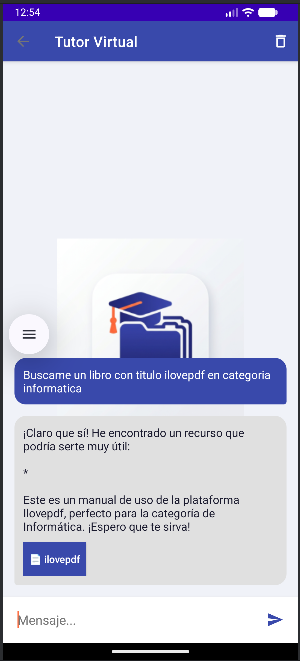 12:54
Tutor Virtual
Buscame un libro con titulo ilovepdf en categoria
informatica
¡Claro que sí! He encontrado un recurso que
podría serte muy útil:
*
Este es un manual de uso de la plataforma
Ilovepdf, perfecto para la categoría de
Informática. ¡Espero que te sirva!
ilovepdf
Mensaje...